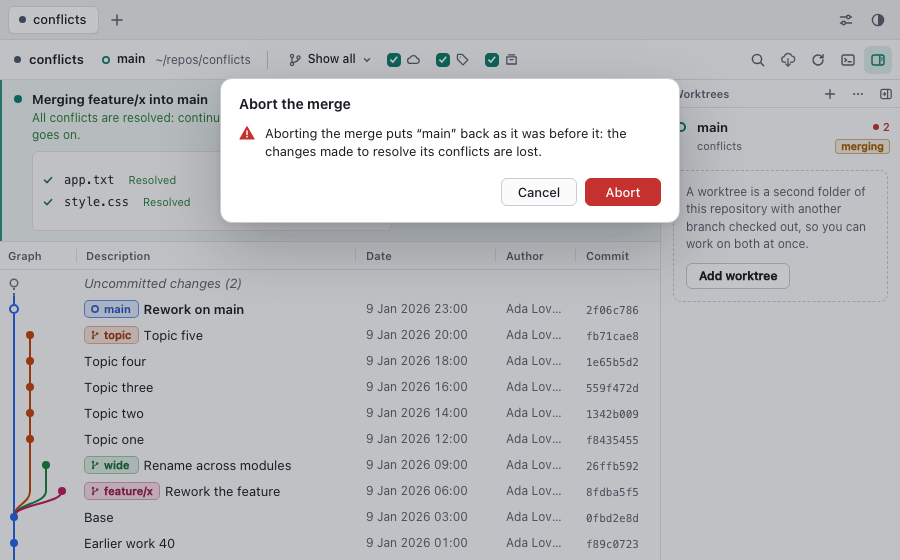 conflicts
conflicts main ~/repos/conflicts Show all
Merging feature/x into main
All conflicts are resolved: continu
goes on.
app.txt Resolved
style.css Resolved
Abort the merge
Aborting the merge puts “main” back as it was before it: the
changes made to resolve its conflicts are lost.
Cancel Abort
Worktrees
main 2
conflicts merging
A worktree is a second folder of
this repository with another
branch checked out, so you can
work on both at once.
Add worktree
Graph Description Date Author Commit
Uncommitted changes (2)
main Rework on main 9 Jan 2026 23:00 Ada Lov… 2f06c786
topic Topic five 9 Jan 2026 20:00 Ada Lov… fb71cae8
Topic four 9 Jan 2026 18:00 Ada Lov… 1e65b5d2
Topic three 9 Jan 2026 16:00 Ada Lov… 559f472d
Topic two 9 Jan 2026 14:00 Ada Lov… 1342b009
Topic one 9 Jan 2026 12:00 Ada Lov… f8435455
wide Rename across modules 9 Jan 2026 09:00 Ada Lov… 26ffb592
feature/x Rework the feature 9 Jan 2026 06:00 Ada Lov… 8fdba5f5
Base 9 Jan 2026 03:00 Ada Lov… 0fbd2e8d
Earlier work 40 9 Jan 2026 01:00 Ada Lov… f89c0723